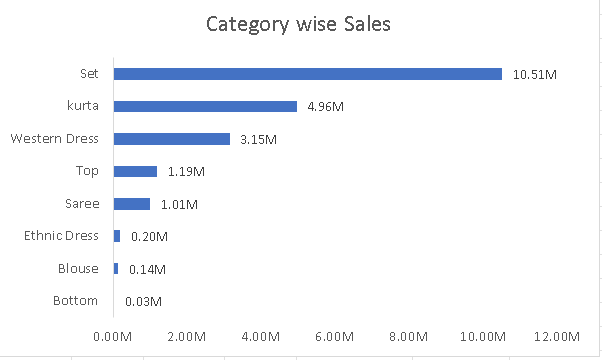 Category wise Sales
Set 10.51M
kurta 4.96M
Western Dress 3.15M
Top 1.19M
Saree 1.01M
Ethnic Dress 0.20M
Blouse 0.14M
Bottom 0.03M
0.00M 2.00M 4.00M 6.00M 8.00M 10.00M 12.00M